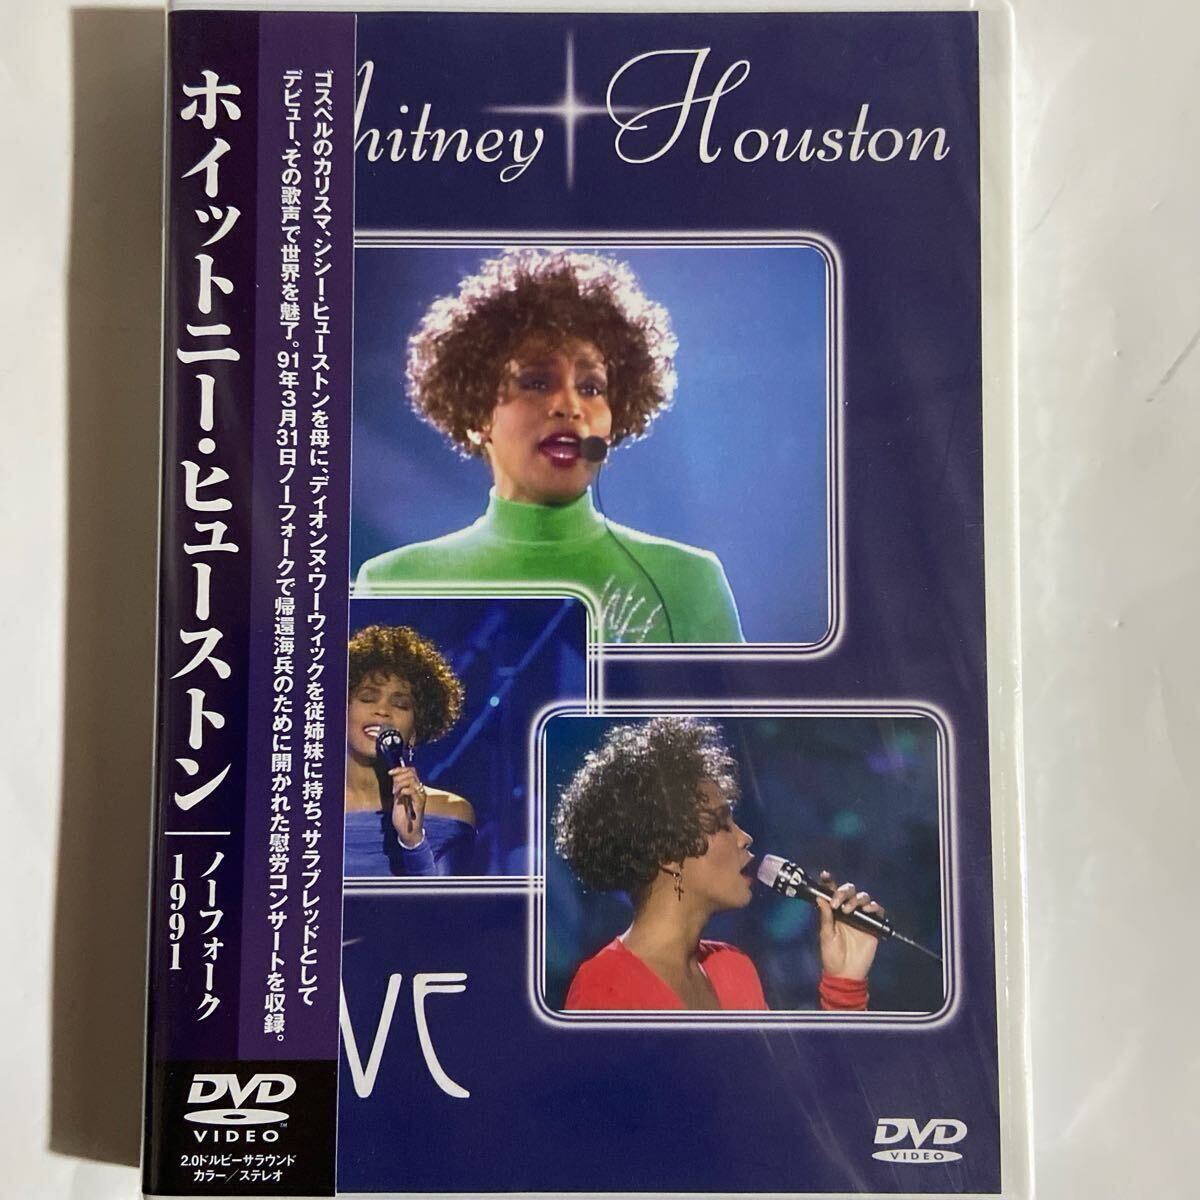 hitney Houston
ホイットニー・ヒューストン
ノーフォーク
1991
ゴスペルのカリスマ、シシー・ヒューストンを母に、ディオンヌ・ワーウィックを従姉妹に持ち、サラブレッドとして
デビュー、その歌声で世界を魅了。91年3月31日ノーフォークで帰還海兵のために開かれた慰労コンサートを収録。
VE
DVD
VIDEO
2.0ドルビーサラウンド
カラー／ステレオ
DVD
VIDEO